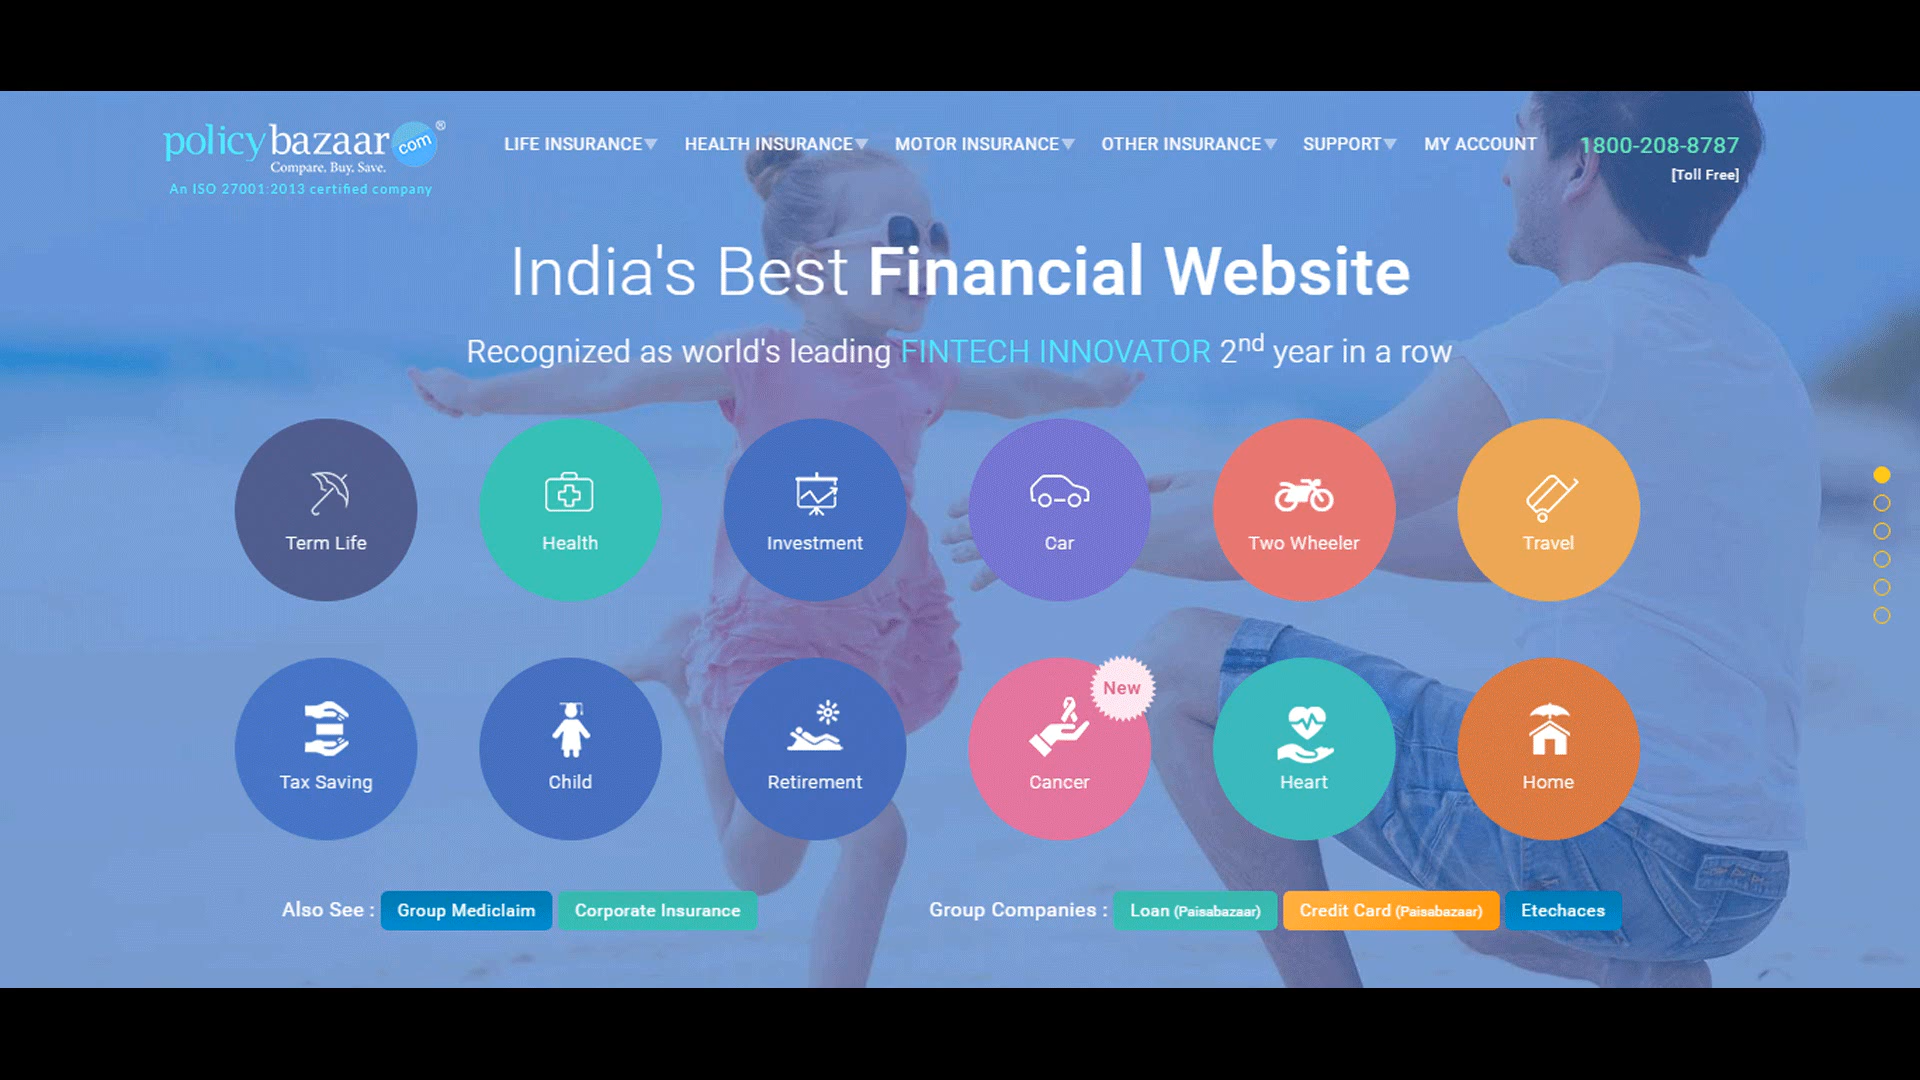 policybazaar.com®
Compare. Buy. Save.
An ISO 27001:2013 certified company
LIFE INSURANCE
HEALTH INSURANCE
MOTOR INSURANCE
OTHER INSURANCE
SUPPORT
MY ACCOUNT
1800-208-8787
[Toll Free]
India's Best Financial Website
Recognized as world's leading FINTECH INNOVATOR 2nd year in a row
Term Life
Health
Investment
Car
Two Wheeler
Travel
Tax Saving
Child
Retirement
New
Cancer
Heart
Home
Also See :
Group Mediclaim
Corporate Insurance
Group Companies :
Loan (Paisabazaar)
Credit Card (Paisabazaar)
Etechaces